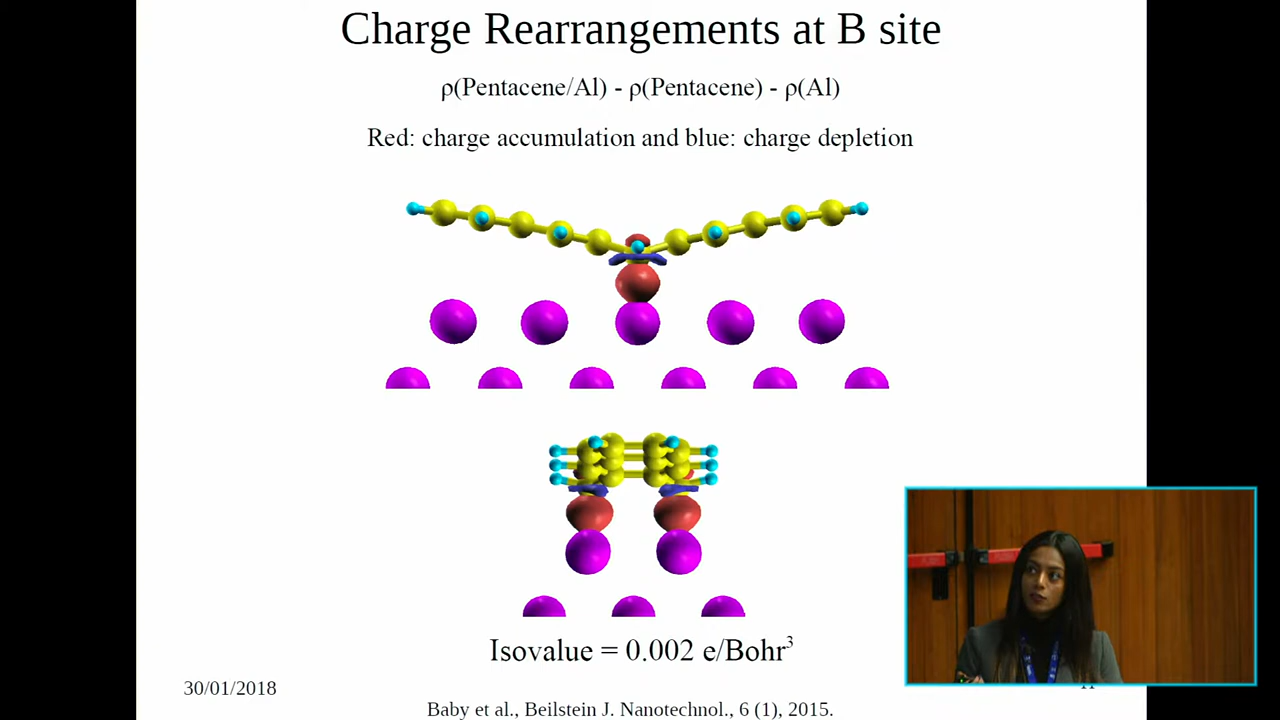 Charge Rearrangements at B site
ρ(Pentacene/Al) - ρ(Pentacene) - ρ(Al)
Red: charge accumulation and blue: charge depletion
Isovalue = 0.002 e/Bohr³
30/01/2018
Baby et al., Beilstein J. Nanotechnol., 6 (1), 2015.